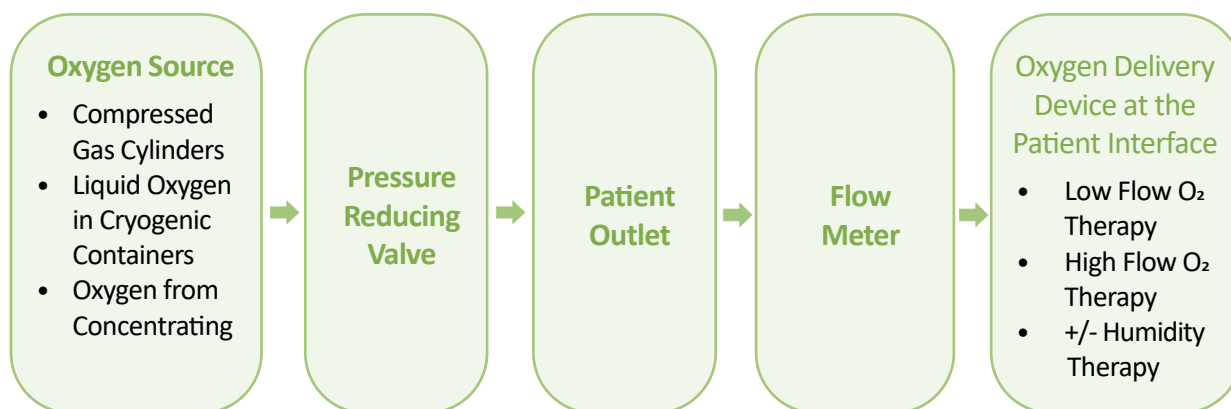 Oxygen Source
• Compressed
Gas Cylinders
• Liquid Oxygen
in Cryogenic
Containers
• Oxygen from
Concentrating
Pressure
Reducing
Valve
Patient
Outlet
Flow
Meter
Oxygen Delivery
Device at the
Patient Interface
• Low Flow O₂
Therapy
• High Flow O₂
Therapy
• +/- Humidity
Therapy